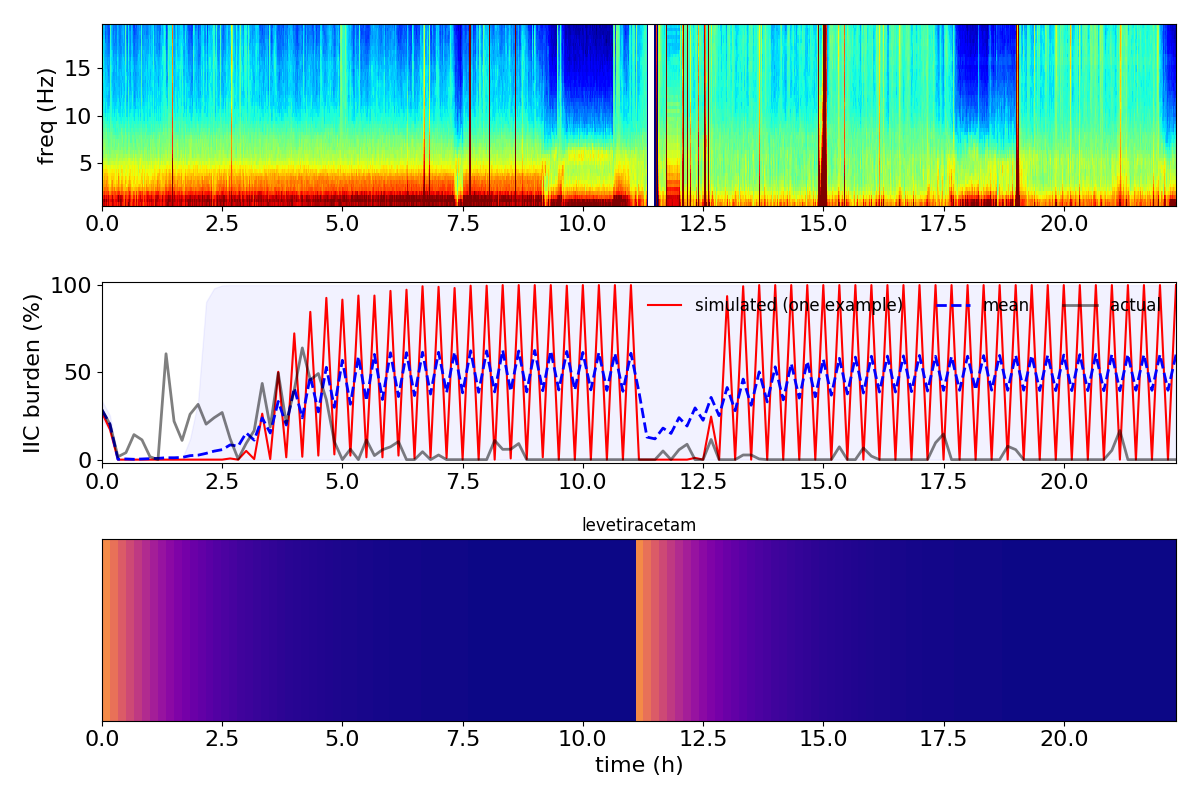 freq (Hz)
15
10
5
0.0 2.5 5.0 7.5 10.0 12.5 15.0 17.5 20.0
IIC burden (%)
100
50
0
simulated (one example) mean actual
0.0 2.5 5.0 7.5 10.0 12.5 15.0 17.5 20.0
levetiracetam
0.0 2.5 5.0 7.5 10.0 12.5 15.0 17.5 20.0
time (h)